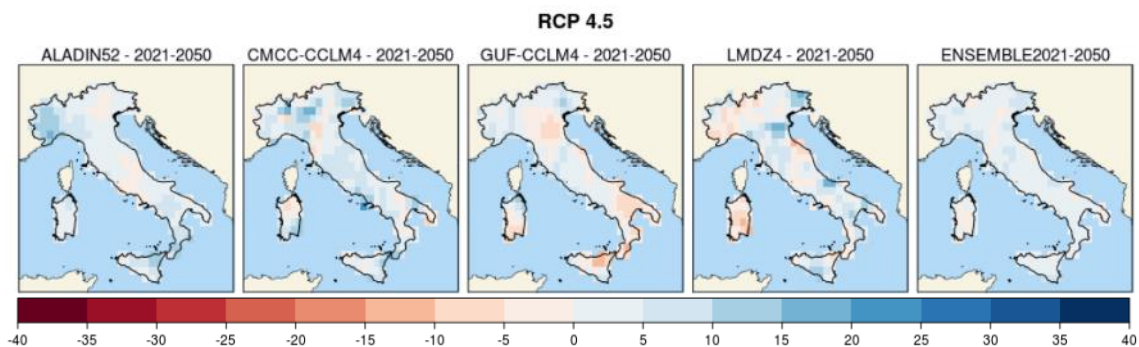 RCP 4.5
ALADIN52 - 2021-2050 CMCC-CCLM4 - 2021-2050 GUF-CCLM4 - 2021-2050 LMDZ4 - 2021-2050 ENSEMBLE2021-2050
-40 -35 -30 -25 -20 -15 -10 -5 0 5 10 15 20 25 30 35 40